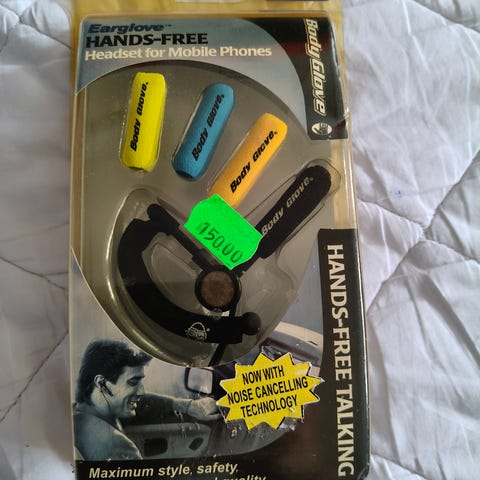 Earglove™
HANDS-FREE
Headset for Mobile Phones
Body Glove®
Body Glove®
Body Glove®
Body Glove®
Body Glove®
15000
HANDS-FREE TALKING
NOW WITH
NOISE CANCELLING
TECHNOLOGY
Maximum style, safety,